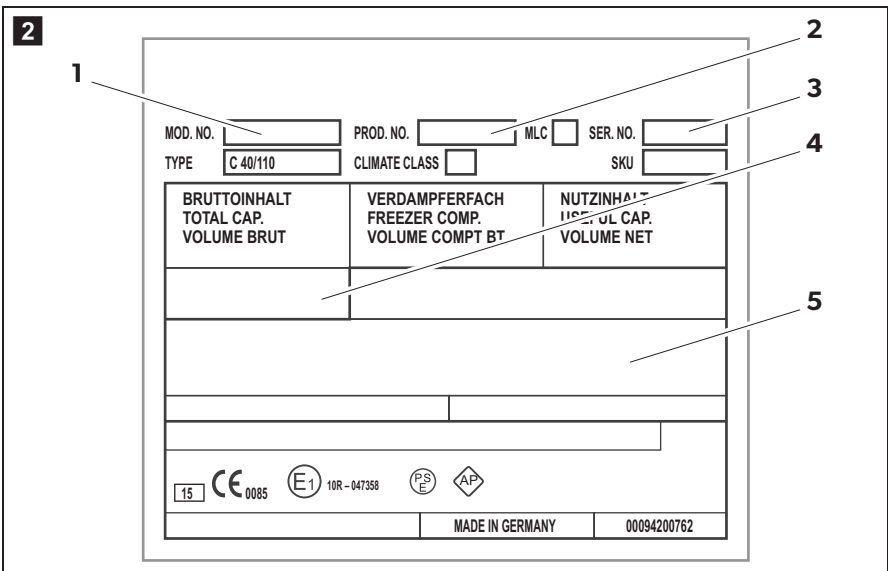 2
1
2
3
4
5
MOD. NO. PROD. NO. MLC SER. NO.
TYPE C 40/110 CLIMATE CLASS SKU
BRUTTOINHALT VERDAMPFERFACH NUTZINHALT
TOTAL CAP. FREEZER COMP. USEFUL CAP.
VOLUME BRUT VOLUME COMPT BT VOLUME NET
15 CE 0085 E1 10R – 047358 PS E AP
MADE IN GERMANY 00094200762